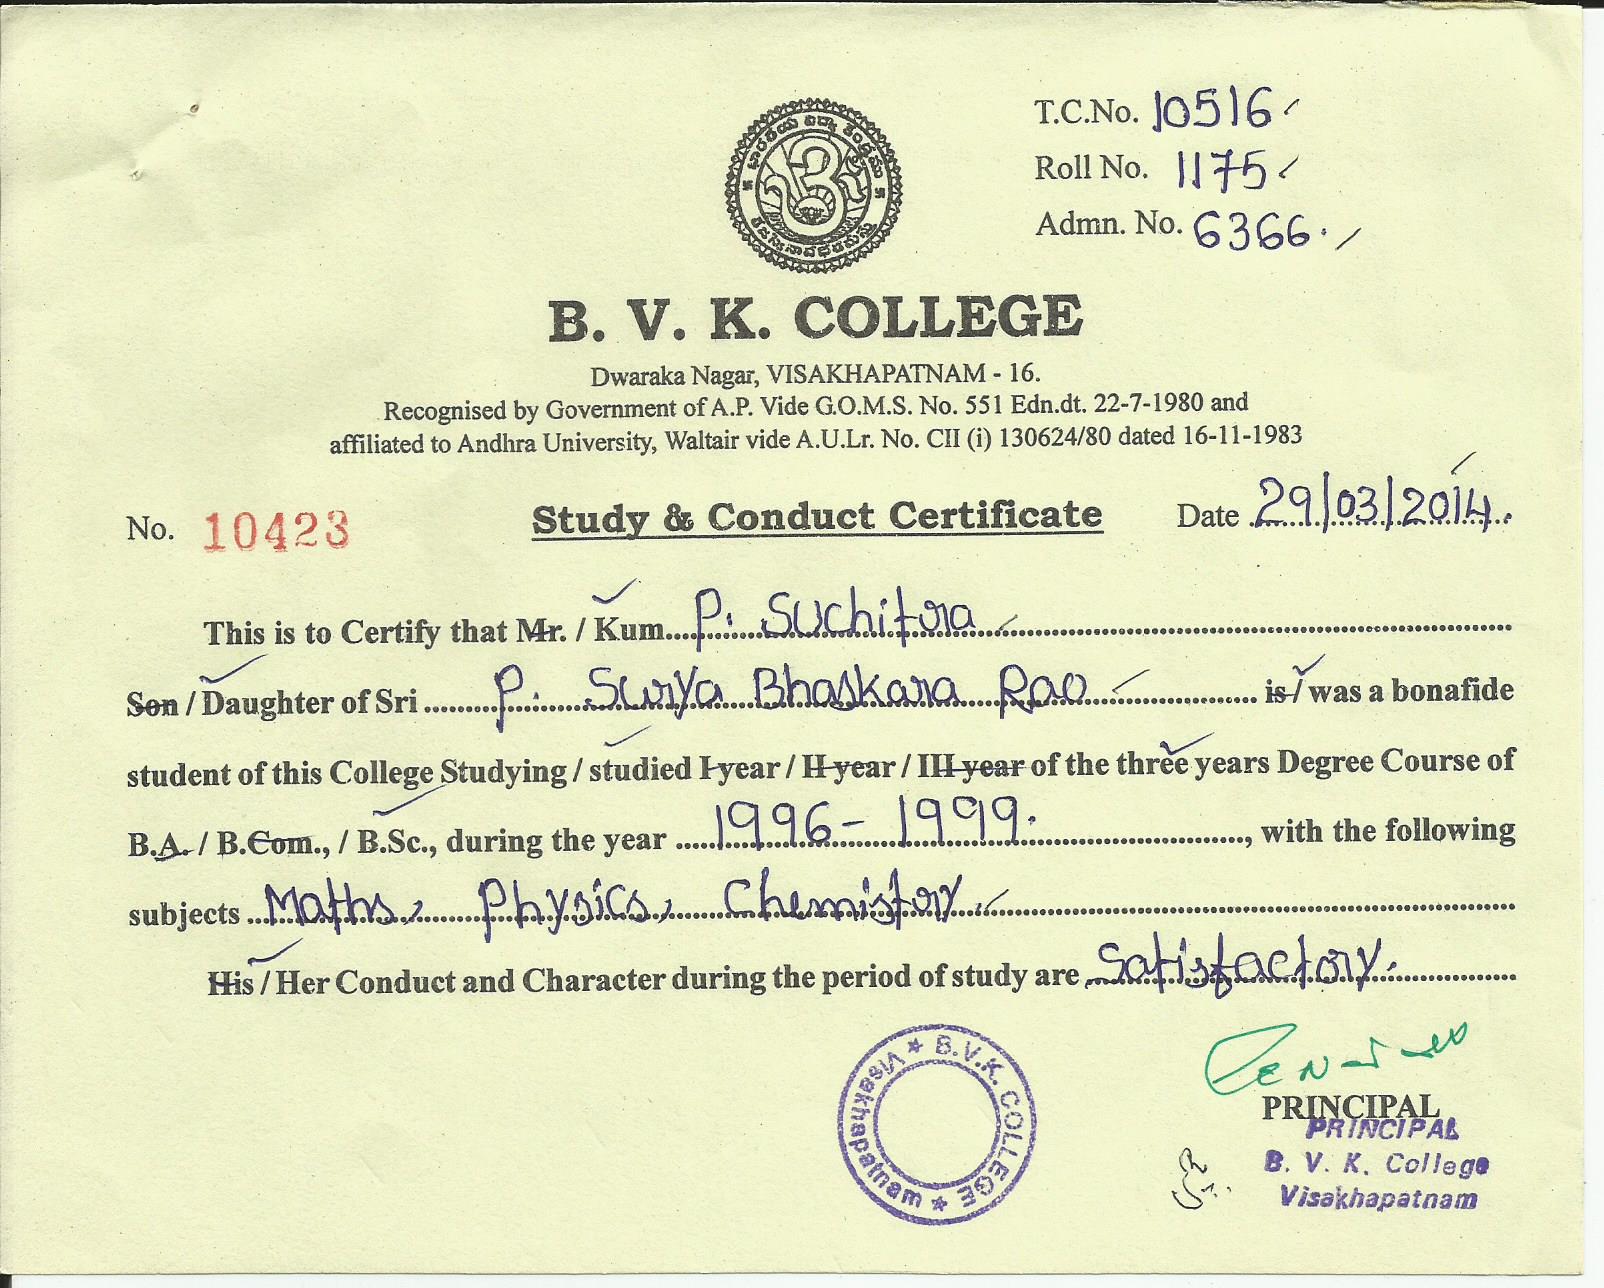 T.C.No. 10516
Roll No. 1175
Admn. No. 6366.
B. V. K. COLLEGE
Dwaraka Nagar, VISAKHAPATNAM - 16.
Recognised by Government of A.P. Vide G.O.M.S. No. 551 Edn.dt. 22-7-1980 and
affiliated to Andhra University, Waltair vide A.U.Lr. No. CII (i) 130624/80 dated 16-11-1983
No. 10423 Study & Conduct Certificate Date 29/03/2014.
This is to Certify that Mr. / Kum. P. Suchitra
Son / Daughter of Sri P. Surya Bhaskara Rao is / was a bonafide
student of this College Studying / studied I year / II year / III year of the three years Degree Course of
B.A. / B.Com., / B.Sc., during the year 1996 - 1999. , with the following
subjects Maths, Physics, Chemistry
His / Her Conduct and Character during the period of study are Satisfactory.
B.V.K. COLLEGE ★ Visakhapatnam ★
PRINCIPAL
PRINCIPAL
B. V. K. College
Visakhapatnam